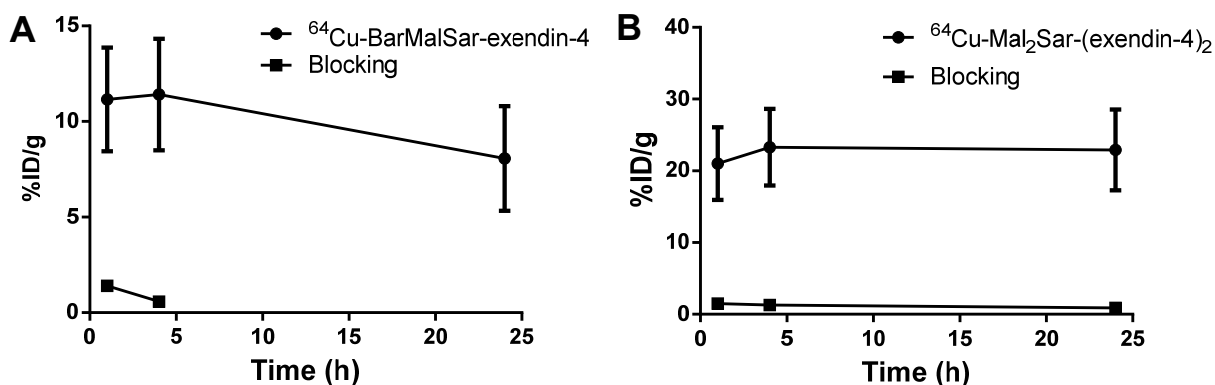 A
15
10
5
0
%ID/g
64Cu-BarMalSar-exendin-4
Blocking
0 5 10 15 20 25
Time (h)
B
40
30
20
10
0
%ID/g
64Cu-Mal2Sar-(exendin-4)2
Blocking
0 5 10 15 20 25
Time (h)